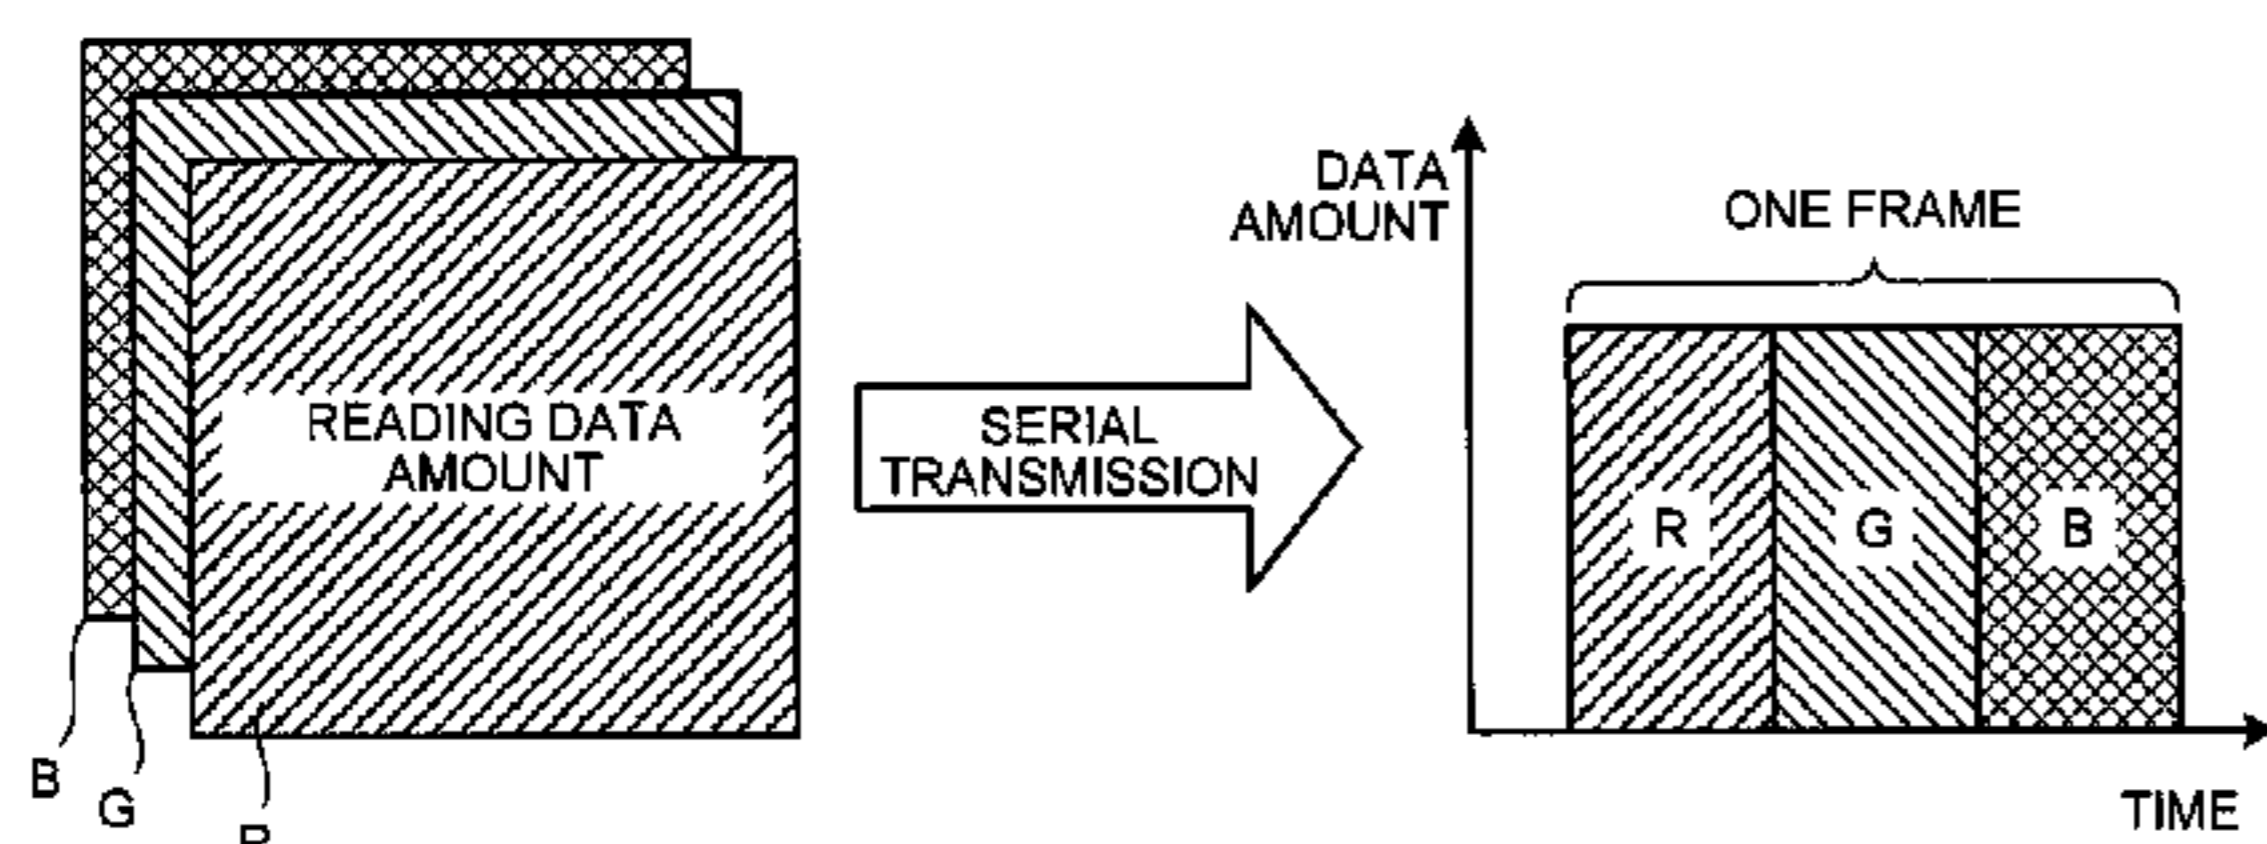 READING DATA
AMOUNT
B
G
SERIAL
TRANSMISSION
DATA
AMOUNT
ONE FRAME
R
G
B
TIME